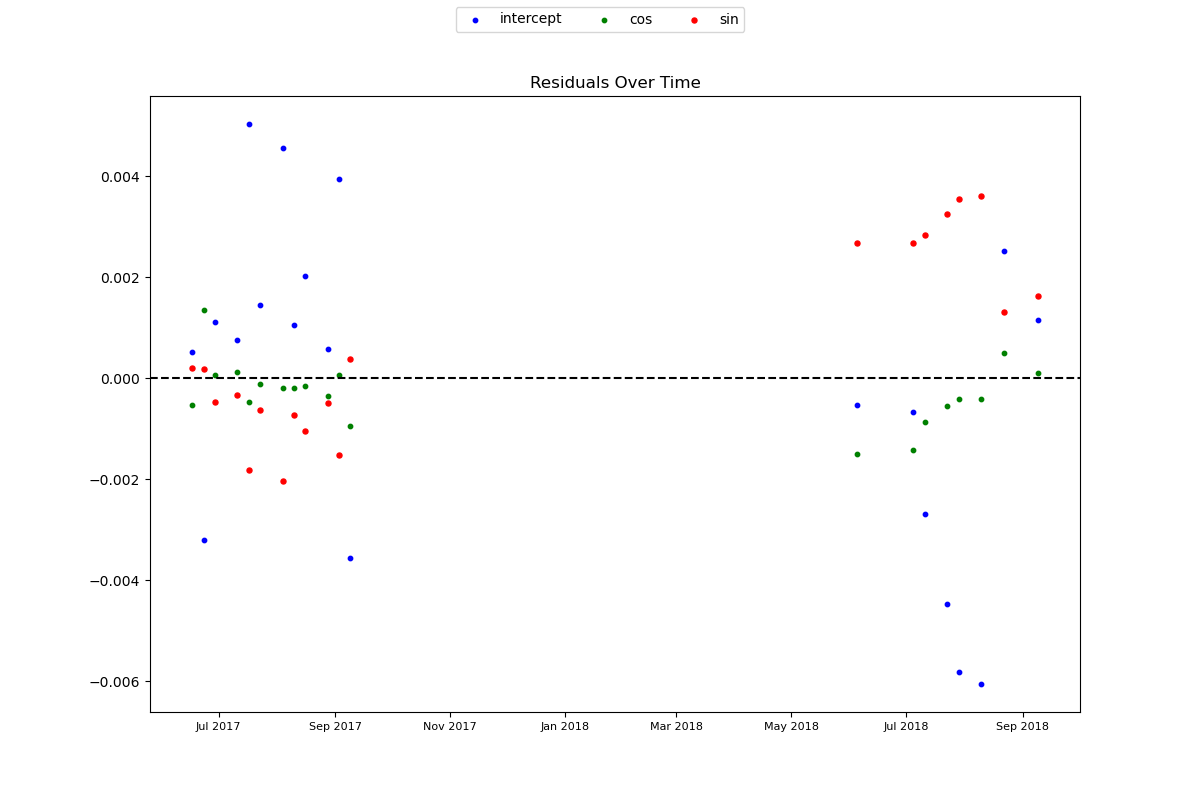 intercept cos sin
Residuals Over Time
0.004
0.002
0.000
−0.002
−0.004
−0.006
Jul 2017 Sep 2017 Nov 2017 Jan 2018 Mar 2018 May 2018 Jul 2018 Sep 2018